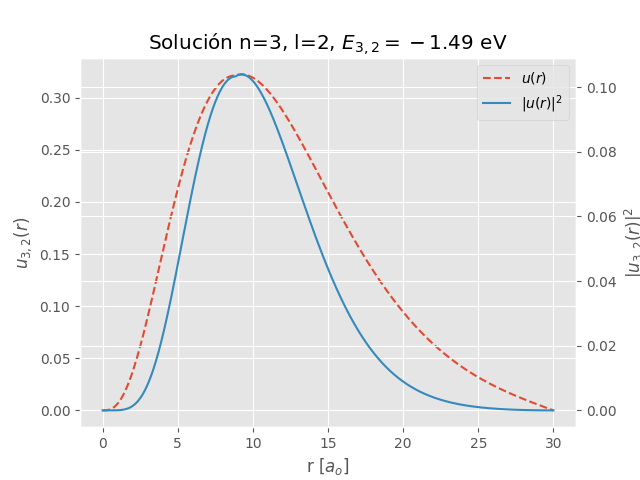 Solución n=3, l=2, $E_{3,2} = -1.49$ eV
u(r)
|u(r)|²
0.30
0.25
0.20
0.15
0.10
0.05
0.00
$u_{3,2}(r)$
0.10
0.08
0.06
0.04
0.02
0.00
$|u_{3,2}(r)|^2$
0 5 10 15 20 25 30
r [$a_o$]